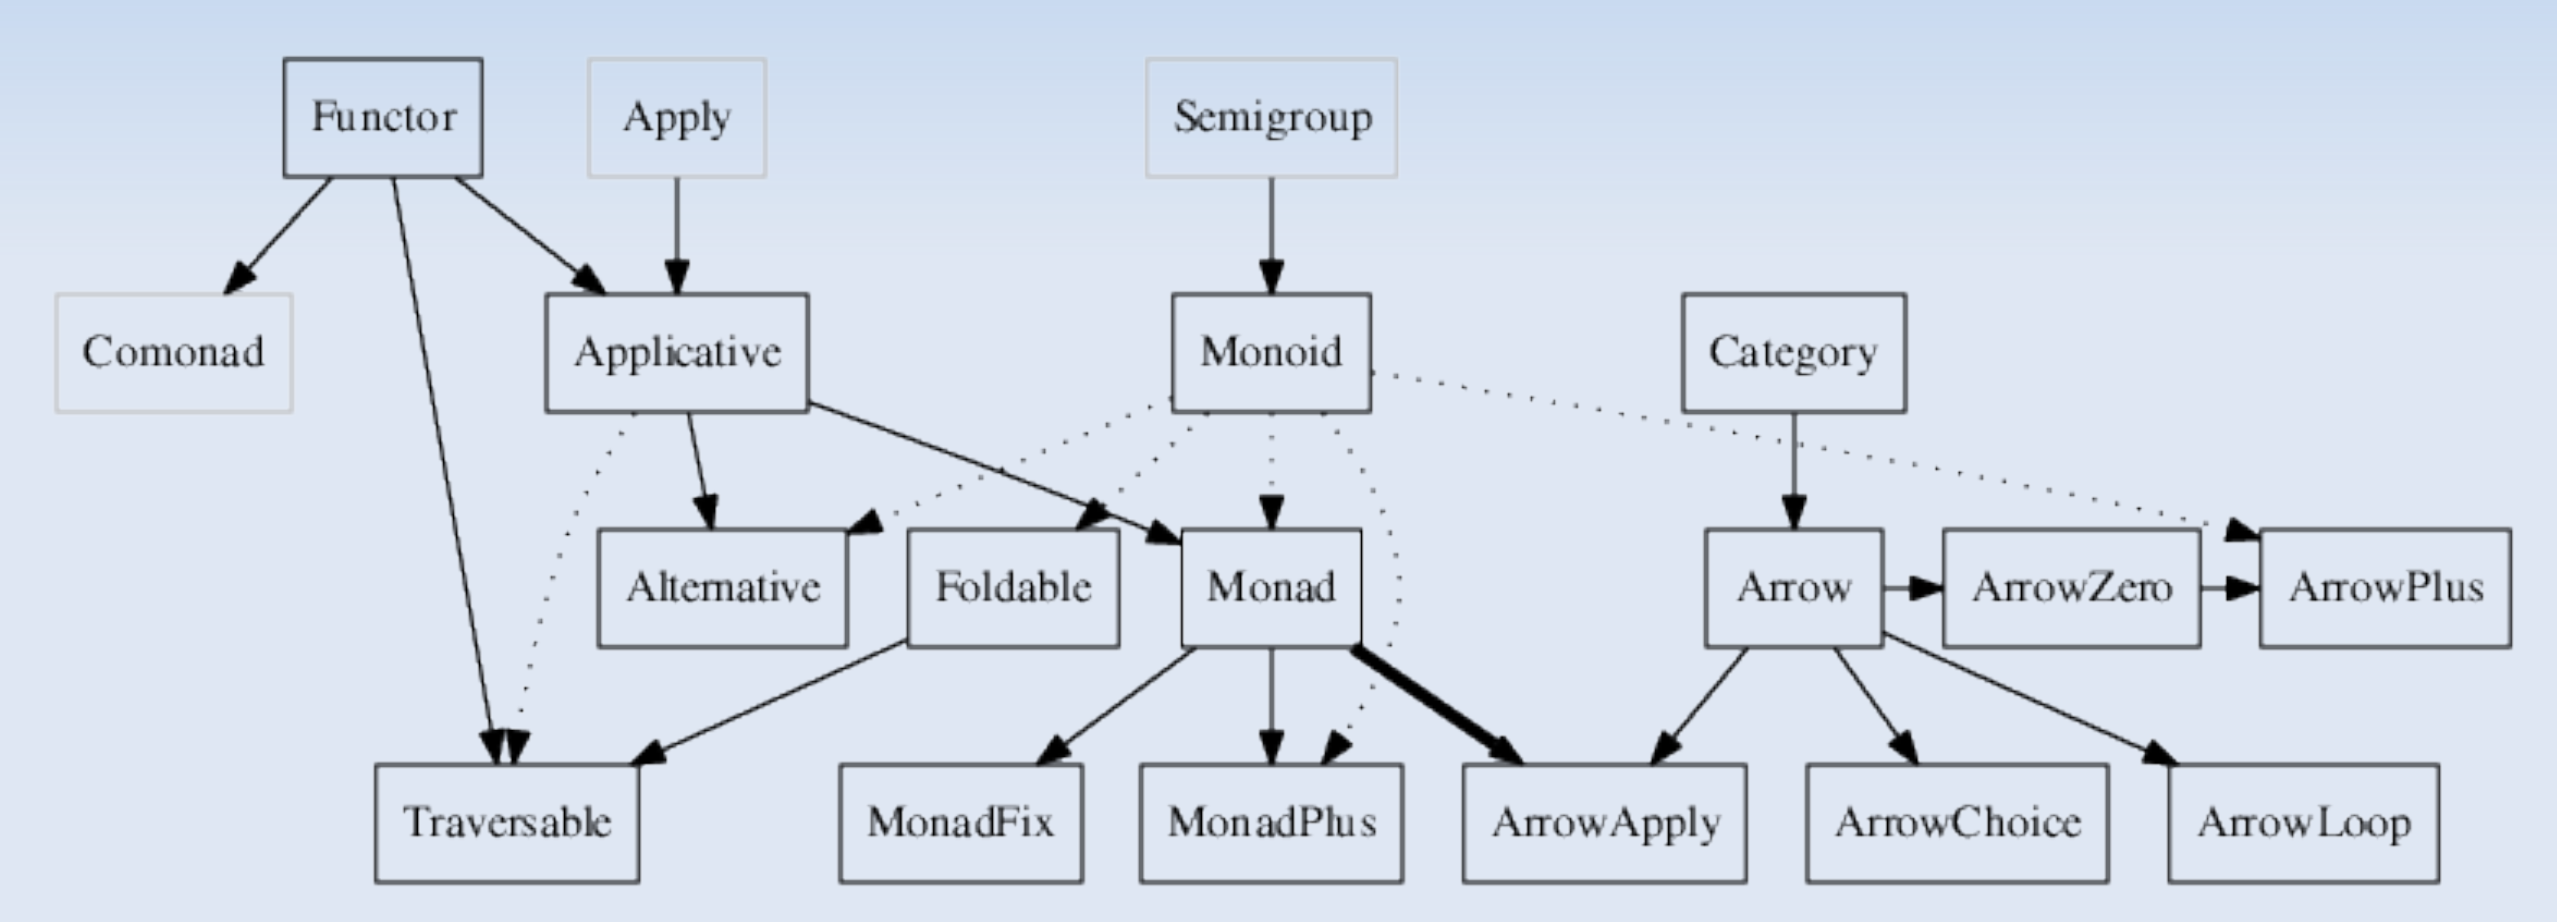 Functor
Apply
Semigroup
Comonad
Applicative
Monoid
Category
Alternative
Foldable
Monad
Arrow
ArrowZero
ArrowPlus
Traversable
MonadFix
MonadPlus
ArrowApply
ArrowChoice
ArrowLoop